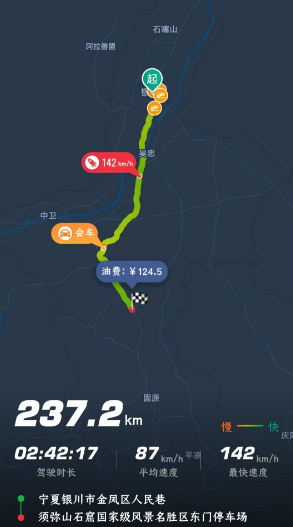 石嘴山
阿拉善盟
起
吴忠
142 km/h
中卫
会车
油费：¥124.5
固原
237.2 km
慢 快
庆阳
平凉
02:42:17 87 km/h 142 km/h
驾驶时长 平均速度 最快速度
宁夏银川市金凤区人民巷
须弥山石窟国家级风景名胜区东门停车场